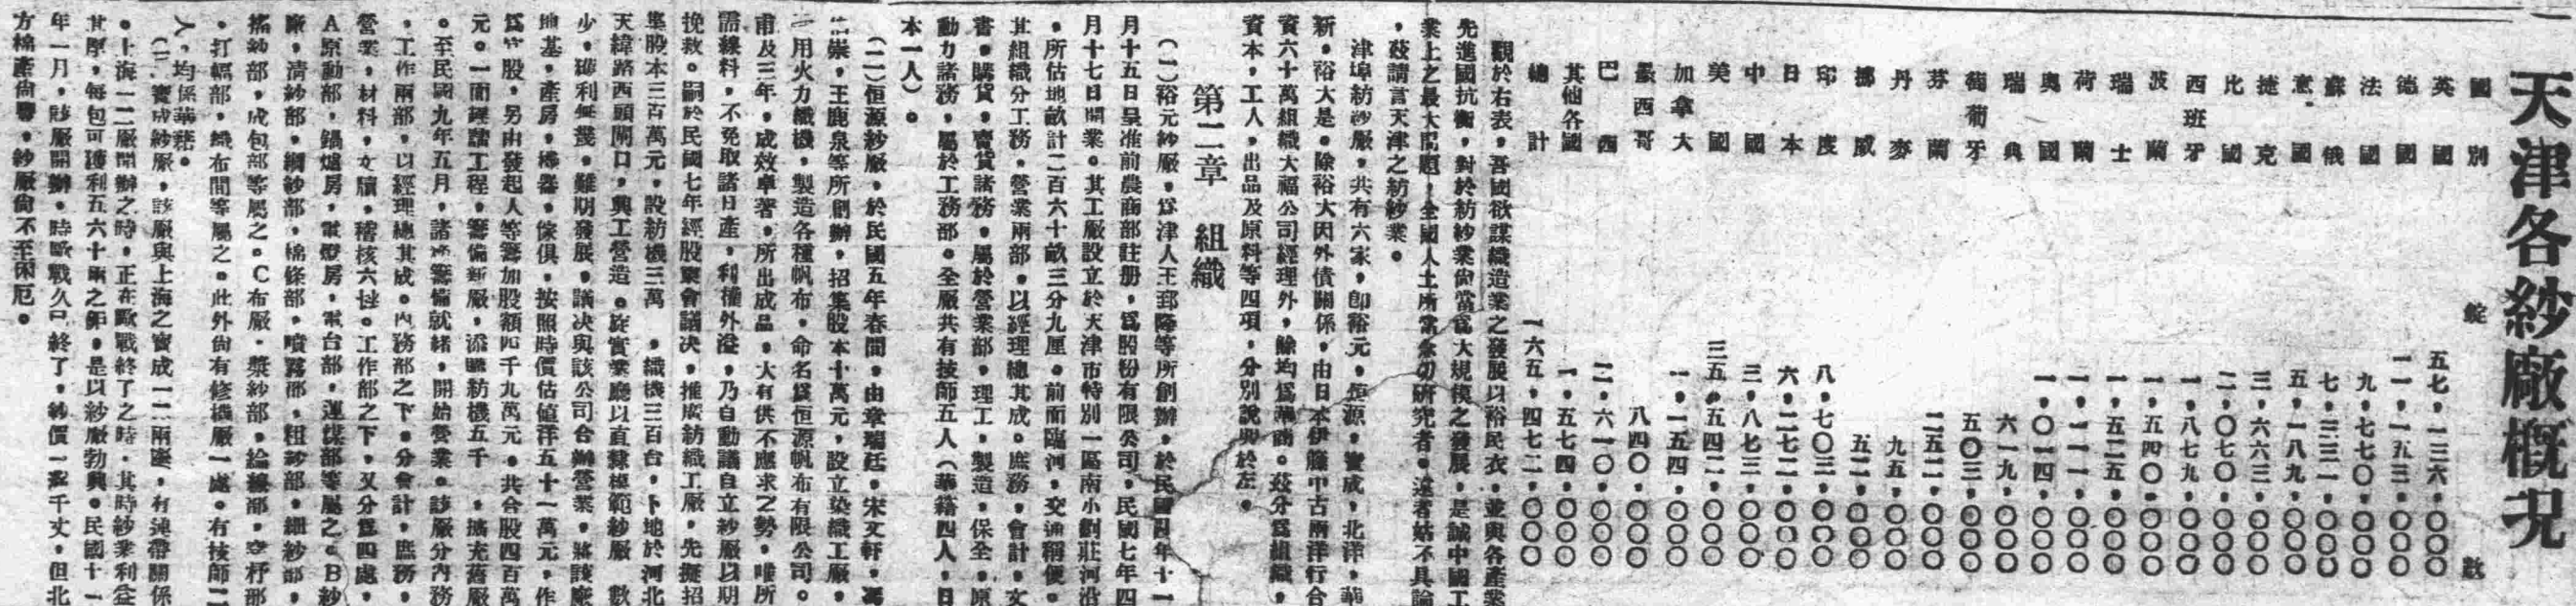 天津各紗廠概況
國別　錠數
英國　五七・一三六・〇〇〇
德國　一一・一五三・〇〇〇
法國　九・七七〇・〇〇〇
蘇俄　七・三三一・〇〇〇
意國　五・一八九・〇〇〇
捷克　三・六六三・〇〇〇
比國　二・〇七〇・〇〇〇
西班牙　一・八七九・〇〇〇
波蘭　一・五四〇・〇〇〇
瑞士　一・五二五・〇〇〇
荷蘭　一・一一一・〇〇〇
奧國　一・〇一四・〇〇〇
瑞典　六一九・〇〇〇
葡萄牙　五〇三・〇〇〇
芬蘭　二五二・〇〇〇
丹麥　九五・〇〇〇
挪威　五二・〇〇〇
印度　八・七〇三・〇〇〇
日本　六・二七二・〇〇〇
中國　三・八七三・〇〇〇
美國　三五・五四二・〇〇〇
加拿大　一・一五四・〇〇〇
墨西哥　八四〇・〇〇〇
巴西　二・六一〇・〇〇〇
其他各國　一・五七四・〇〇〇
總計　一六五・四七二・〇〇〇
觀於右表，吾國欲謀織造業之發展以裕民衣，並與各產業
先進國抗衡，對於紡紗業尙當爲大規模之發展，是誠中國工
業上之最大問題，全國人士所當急切硏究者。遠者姑不具論
，茲請言天津之紡紗業。
津埠紡紗廠，共有六家，卽裕元，恒源，寶成，北洋，華
新，裕大是。除裕大因外債關係，由日本伊藤中古兩洋行合
資六十萬組織大福公司經理外，餘均爲華商。茲分爲組織，
資本，工人，出品及原料等四項，分別說明於左。
第二章　組織
（一）裕元紗廠，爲津人王郅隆等所創辦，於民國四年十一
月十五日呈准前農商部註册，爲股份有限公司，民國七年四
月十七日開業。其工廠設立於天津市特別一區南小劉莊河沿
，所估地畝計二百六十畝三分九厘。前面臨河，交通稱便。
其組織分工務，營業兩部。以經理總其成。庶務，會計，文
書，購貨，賣貨諸務，屬於營業部，理工，製造，保全，原
動力諸務，屬於工務部。全廠共有技師五人（華籍四人，日
本一人）。
（二）恒源紗廠，於民國五年春間，由章瑞廷，宋文軒，馮
榮，王鹿泉等所創辦，招集股本十萬元，設立染織工廠，
用火力織機，製造各種帆布，命名爲恒源帆布有限公司。
甫及三年，成效卓著，所出成品，大有供不應求之勢，唯所
需線料，不免取諸日產，利權外溢，乃自動議自立紗廠以期
挽救。嗣於民國七年經股東會議決，推廣紡織工廠，先擬招
集股本三百萬元，設紡機三萬　，織機三百台，卜地於河北
天緯路西頭閘口，興工營造。旋實業廳以直隸模範紗廠　數
少，獲利無幾，難期發展，議決與該公司合辦營業，將該廠
地基，產房，機器，傢俱，按照時價估値洋五十一萬元，作
爲官股，另由發起人等籌加股額四千九萬元。共合股四百萬
元。一面經諸工程，籌備新廠，添購紡機五千　，擴充舊廠
。至民國九年五月，諸事籌備就緒，開始營業。該廠分內務
，工作兩部，以經理總其成。內務部之下，分會計，庶務，
營業，材料，文牘，稽核六股。工作部之下，又分爲四處，
A原動部，鍋爐房，電燈房，電台部，運煤部等屬之。B紗
廠，清紗部，綱紗部，棉條部，噴霧部，粗紗部，細紗部，
搖紗部，成包部等屬之。C布廠，漿紗部，綸線部，空杼部
，打幅部，織布間等屬之。此外尙有修機廠一處。有技師二
人，均係華籍。
（三）寶成紗廠，該廠與上海之寶成一二兩廠，有連帶關係
。上海一二廠開辦之時，正在歐戰終了之時，其時紗業利益
其厚，每包可獲利五六十兩之鉅，是以紗廠勃興。民國十一
年一月，該廠開辦，時歐戰久已終了，紗價一落千丈，但北
方棉產尙豐，紗廠尙不至困厄。